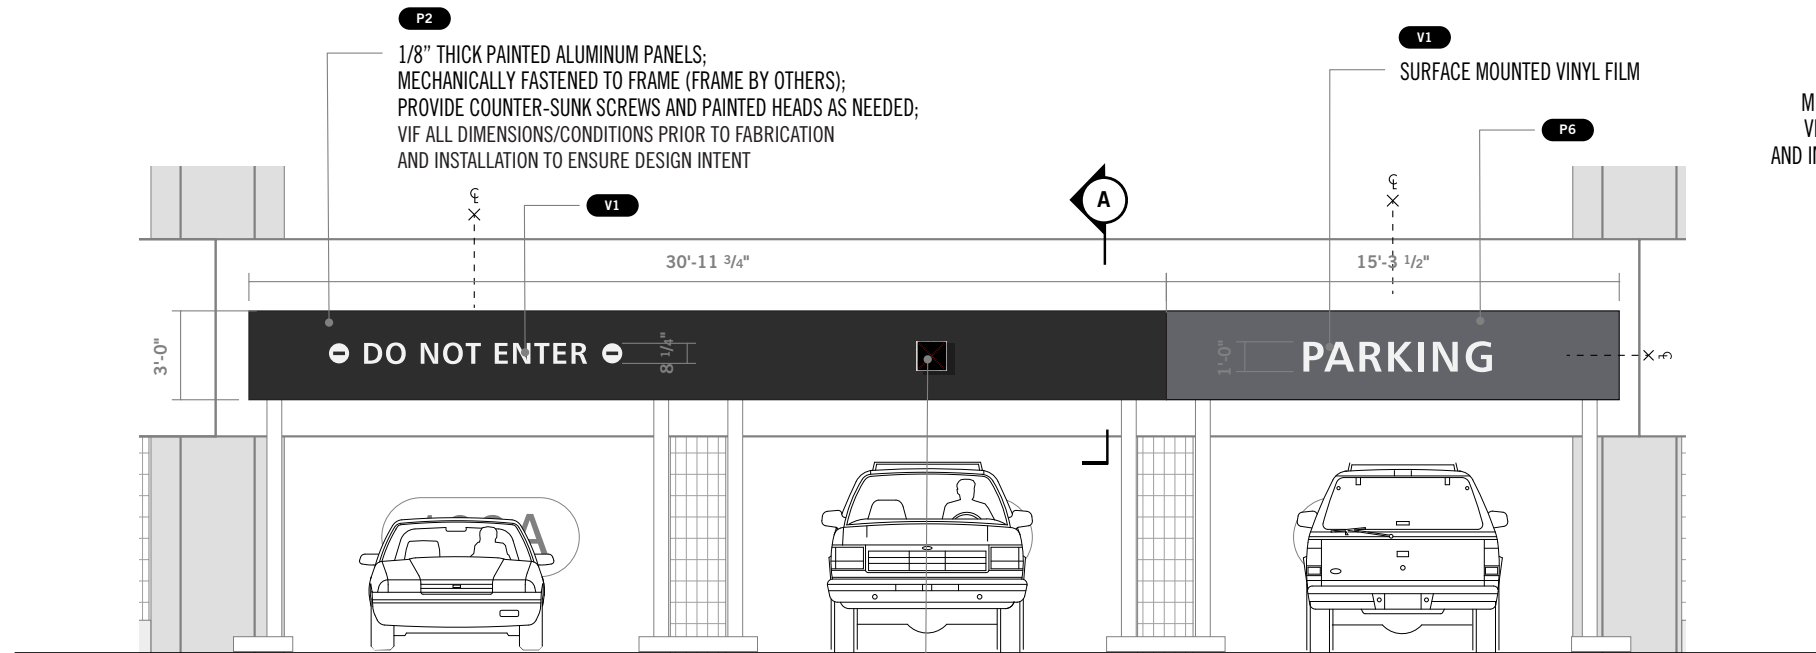 P2
1/8” THICK PAINTED ALUMINUM PANELS;
MECHANICALLY FASTENED TO FRAME (FRAME BY OTHERS);
PROVIDE COUNTER-SUNK SCREWS AND PAINTED HEADS AS NEEDED;
VIF ALL DIMENSIONS/CONDITIONS PRIOR TO FABRICATION
AND INSTALLATION TO ENSURE DESIGN INTENT
V1
SURFACE MOUNTED VINYL FILM
P6
AND
V1
A
30'-11 3/4"
15'-3 1/2"
3'-0"
DO NOT ENTER
8 1/4"
1'-0"
PARKING